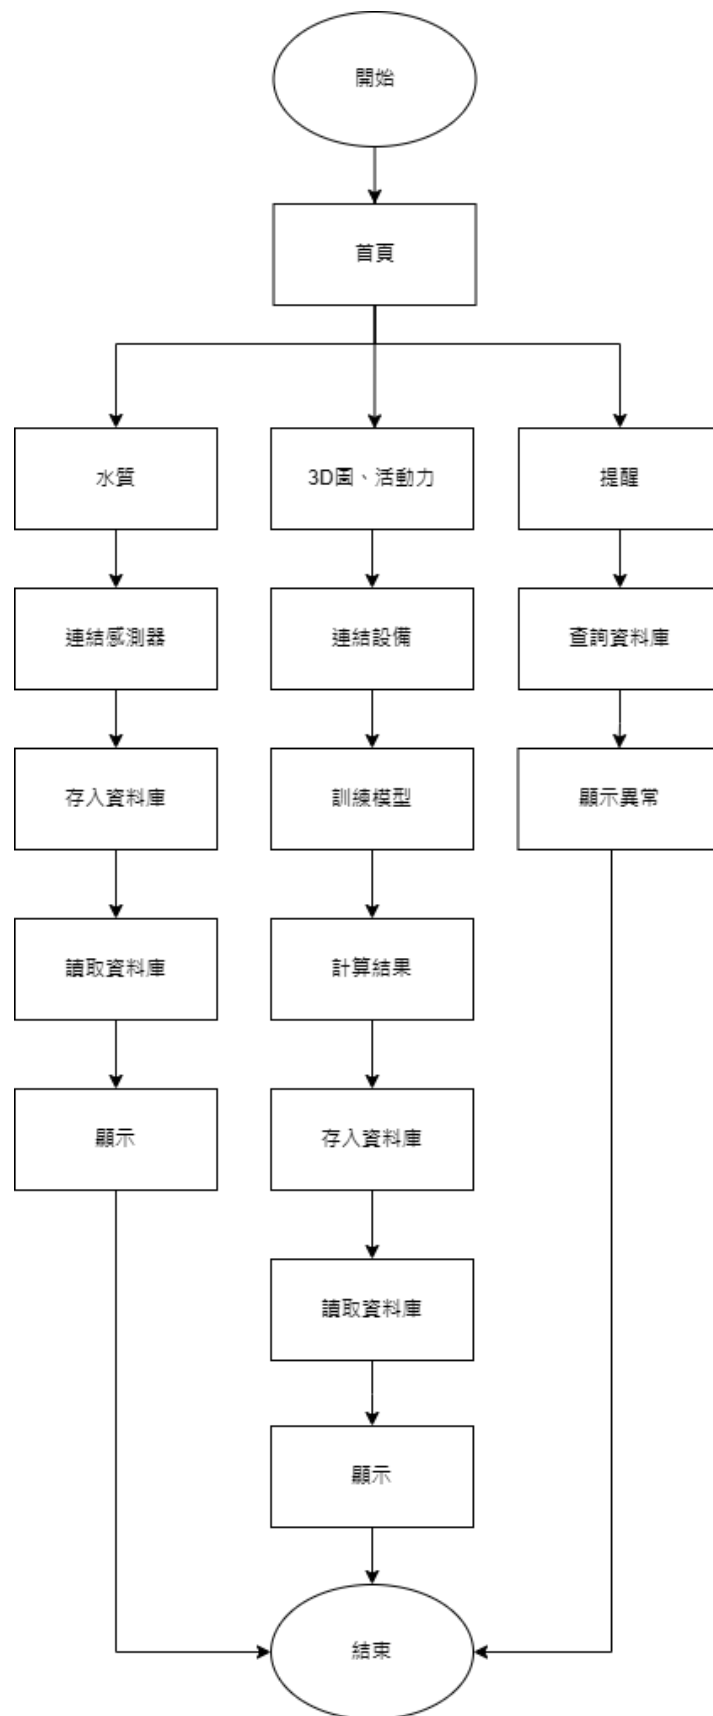 開始
首頁
水質
3D圖、活動力
提醒
連結感測器
連結設備
查詢資料庫
存入資料庫
訓練模型
顯示異常
讀取資料庫
計算結果
顯示
存入資料庫
讀取資料庫
顯示
結束